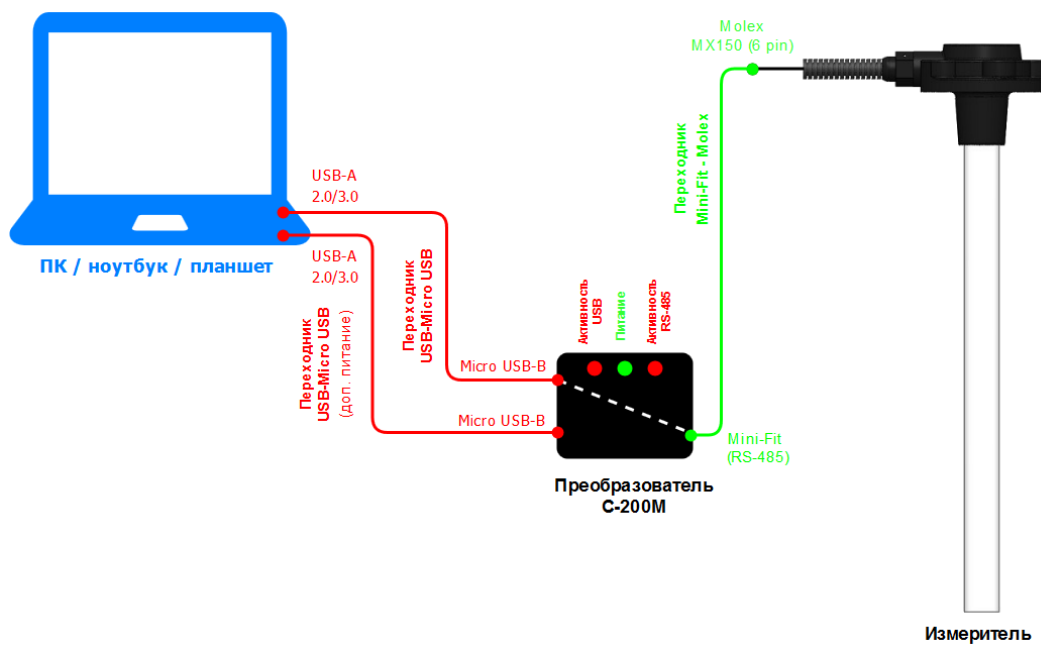 Molex
MX150 (6 pin)
Переходник
Mini-Fit - Molex
USB-A
2.0/3.0
ПК / ноутбук / планшет
USB-A
2.0/3.0
Переходник
USB-Micro USB
Переходник
USB-Micro USB
(доп. питание)
Активность
USB
Питание
Активность
RS-485
Micro USB-B
Micro USB-B
Mini-Fit
(RS-485)
Преобразователь
С-200М
Измеритель